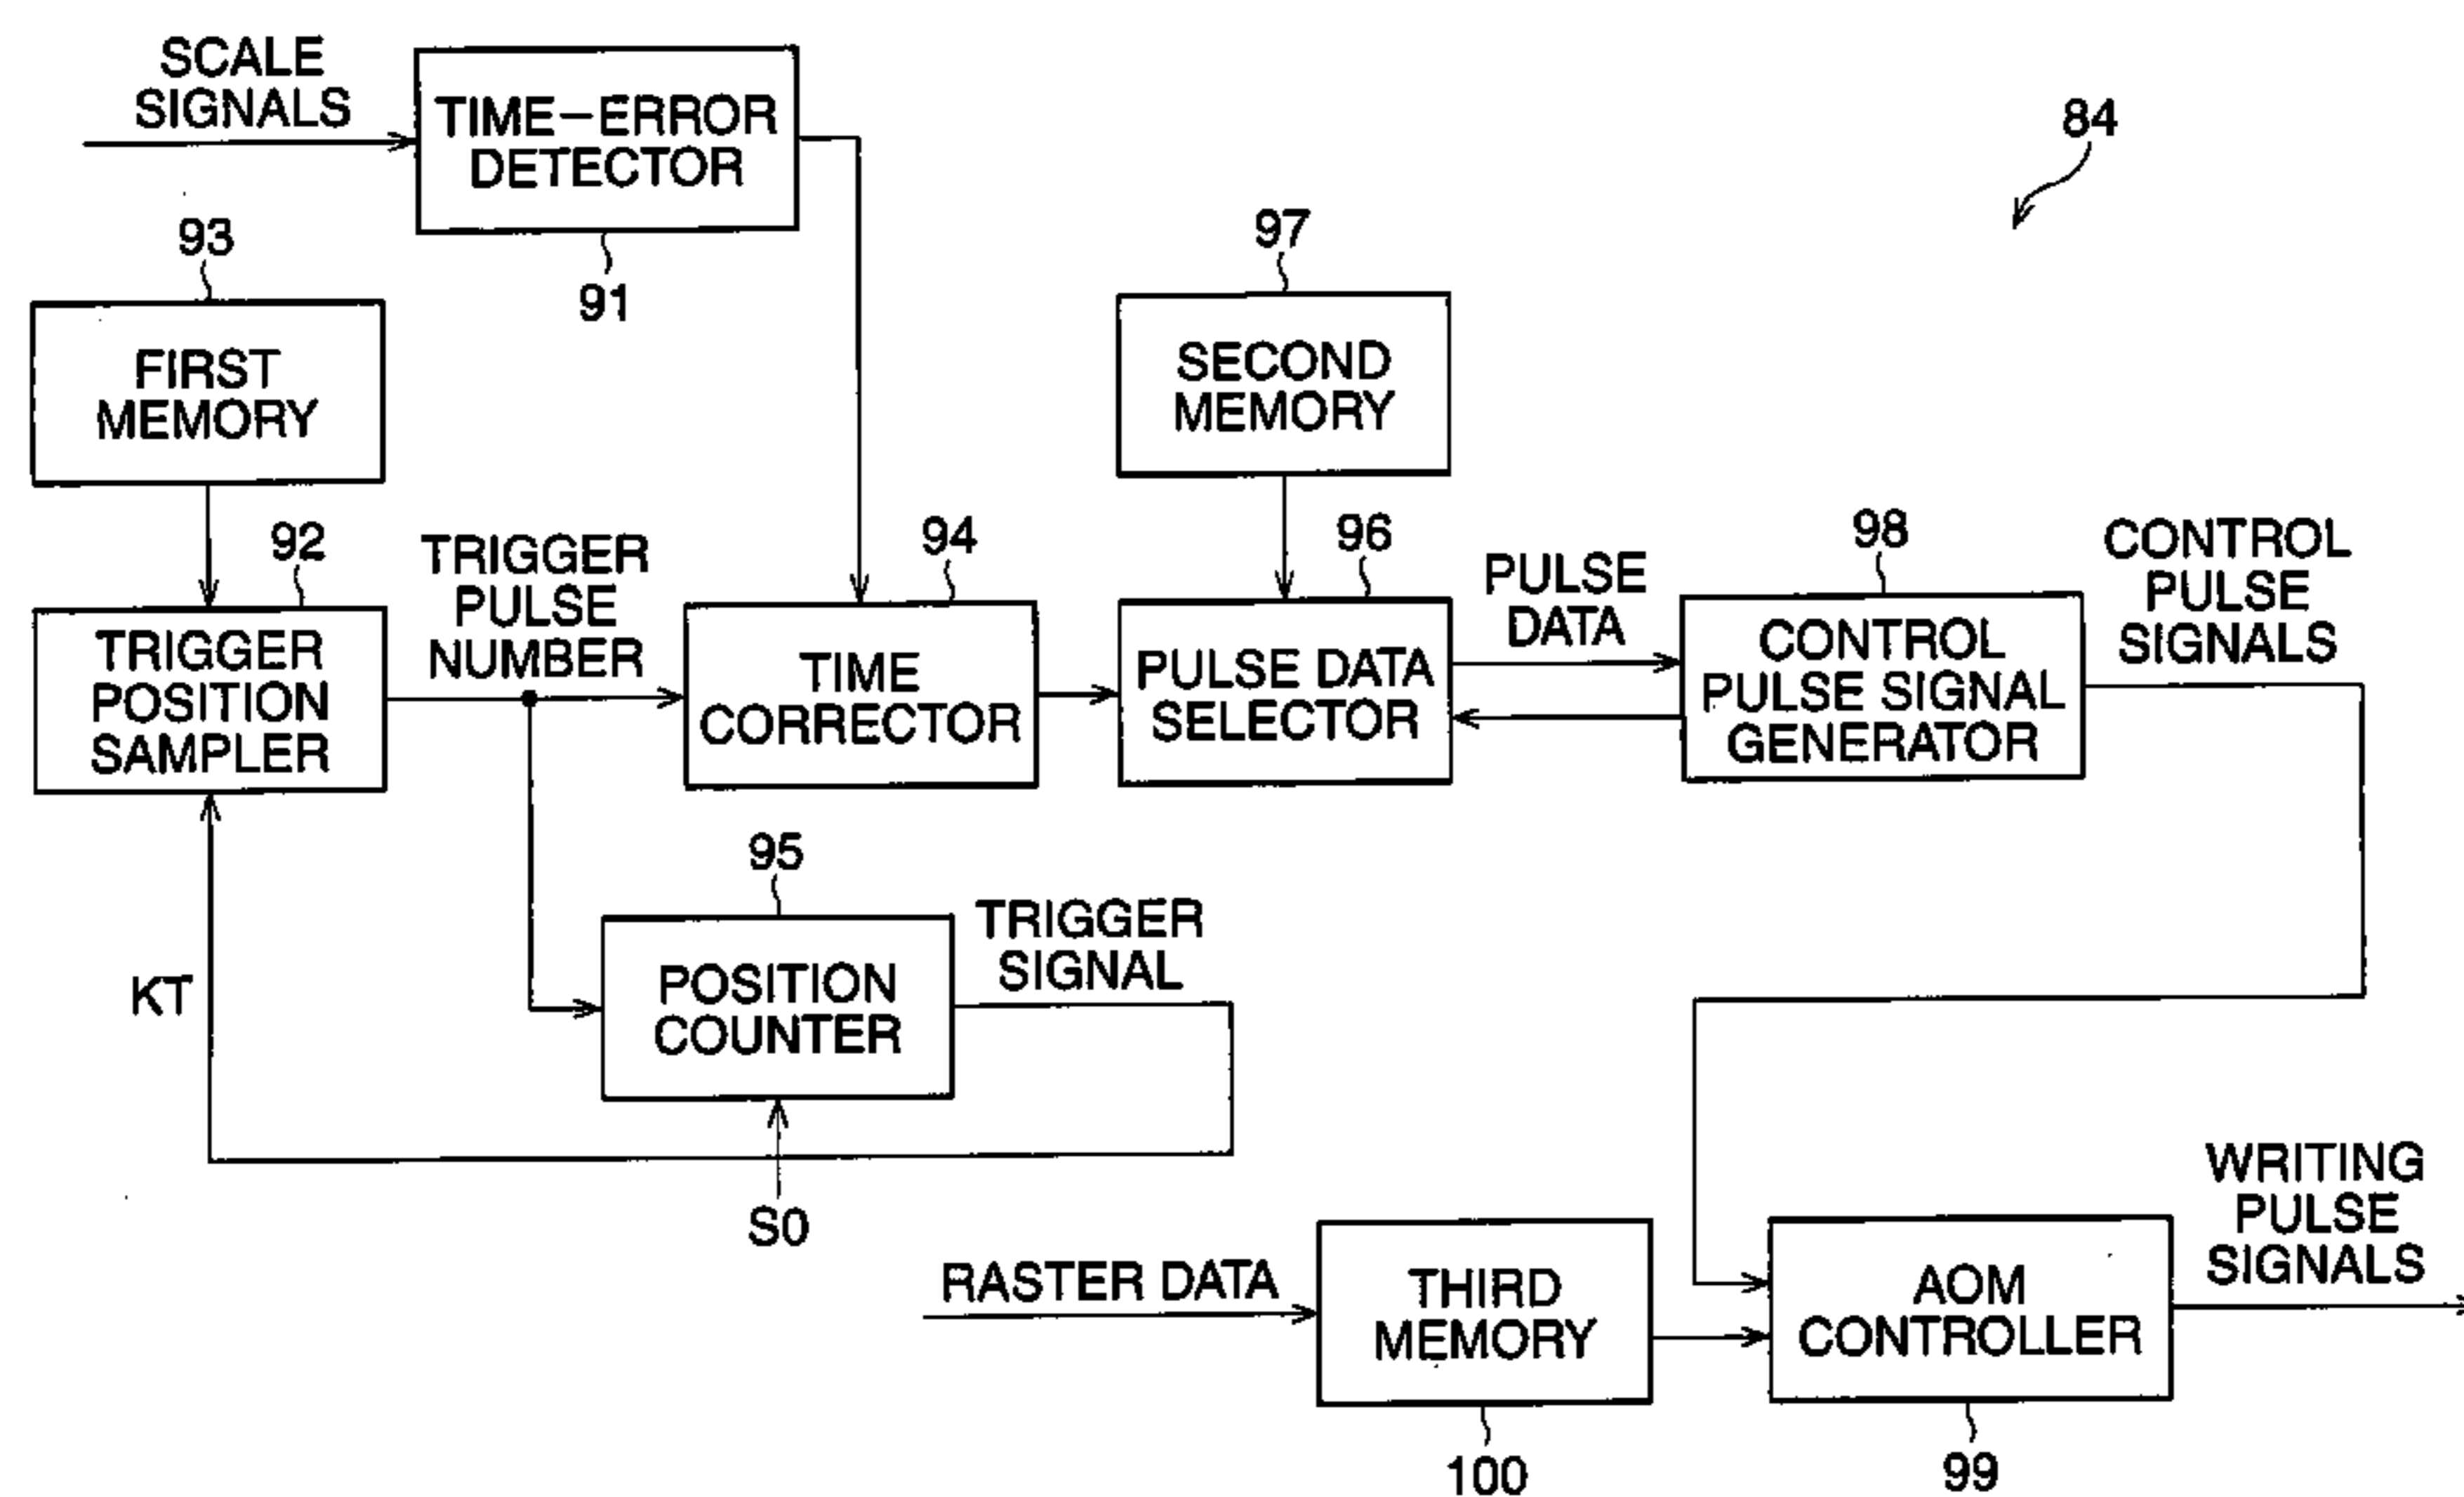 SCALE
SIGNALS
TIME-ERROR
DETECTOR
91
84
93
FIRST
MEMORY
97
SECOND
MEMORY
92
TRIGGER
POSITION
SAMPLER
TRIGGER
PULSE
NUMBER
94
TIME
CORRECTOR
96
PULSE DATA
SELECTOR
PULSE
DATA
98
CONTROL
PULSE SIGNAL
GENERATOR
CONTROL
PULSE
SIGNALS
95
POSITION
COUNTER
TRIGGER
SIGNAL
KT
S0
RASTER DATA
THIRD
MEMORY
100
AOM
CONTROLLER
99
WRITING
PULSE
SIGNALS